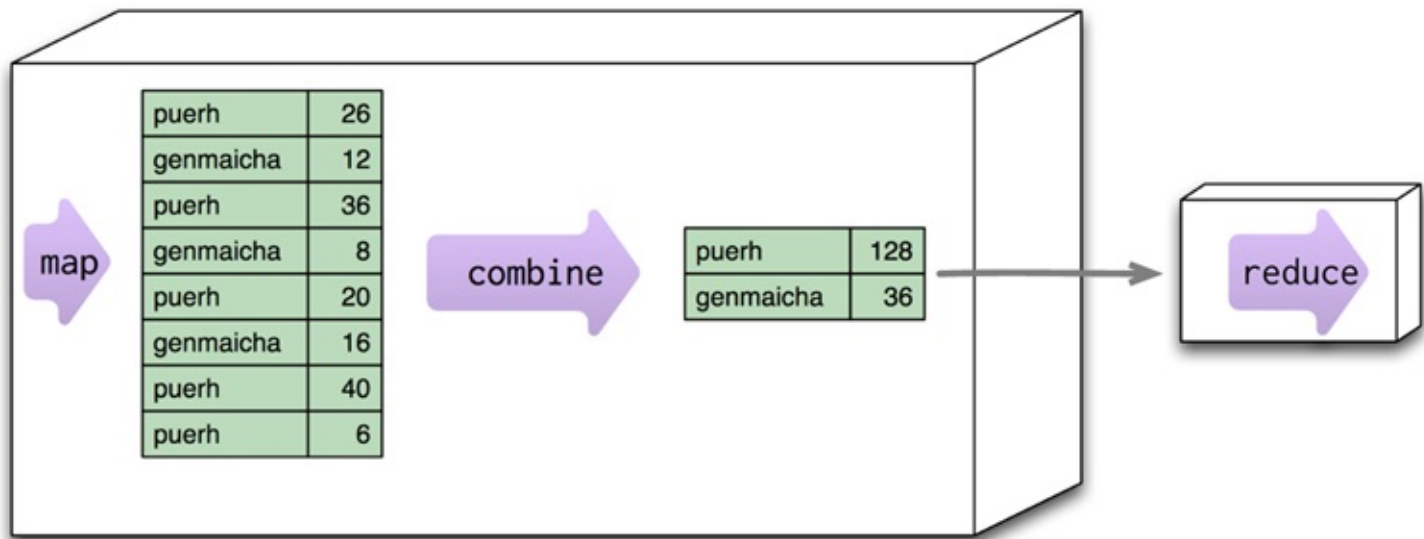 map
puerh 26
genmaicha 12
puerh 36
genmaicha 8
puerh 20
genmaicha 16
puerh 40
puerh 6
combine
puerh 128
genmaicha 36
reduce